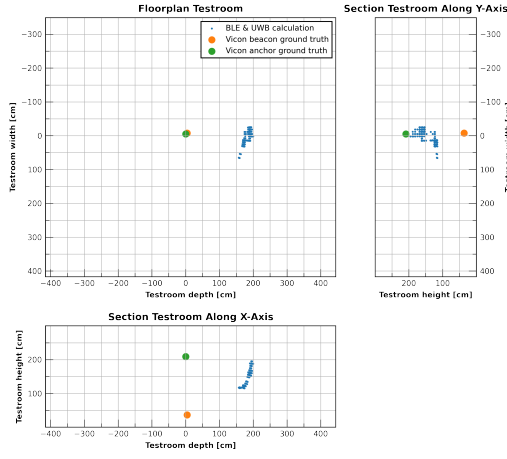 Floorplan Testroom
Section Testroom Along Y-Axis
BLE & UWB calculation
Vicon beacon ground truth
Vicon anchor ground truth
−300
−200
−100
0
100
200
300
400
Testroom width [cm]
−400 −300 −200 −100 0 100 200 300 400
Testroom depth [cm]
200 100
Testroom height [cm]
−300
−200
−100
0
100
200
300
400
Section Testroom Along X-Axis
200
100
Testroom height [cm]
−400 −300 −200 −100 0 100 200 300 400
Testroom depth [cm]